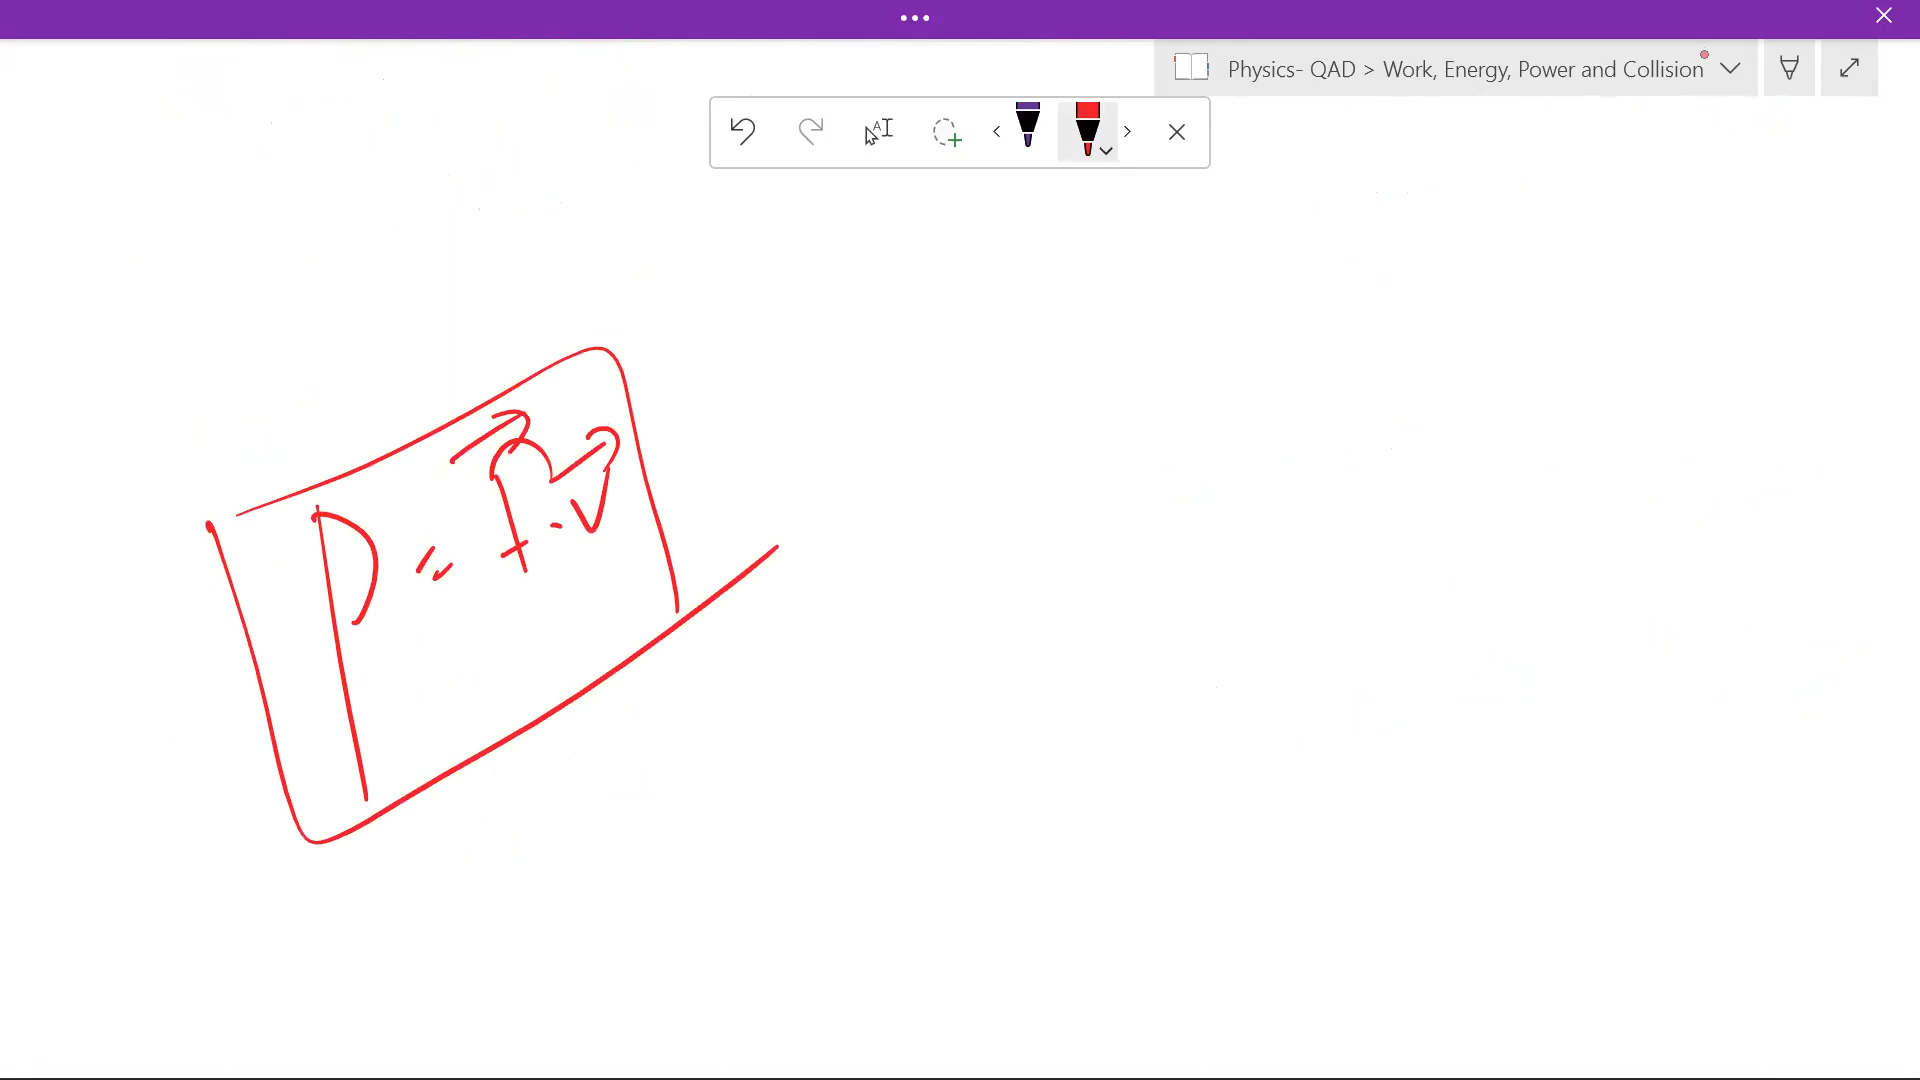 Physics- QAD > Work, Energy, Power and Collision
P = F⃗·v⃗